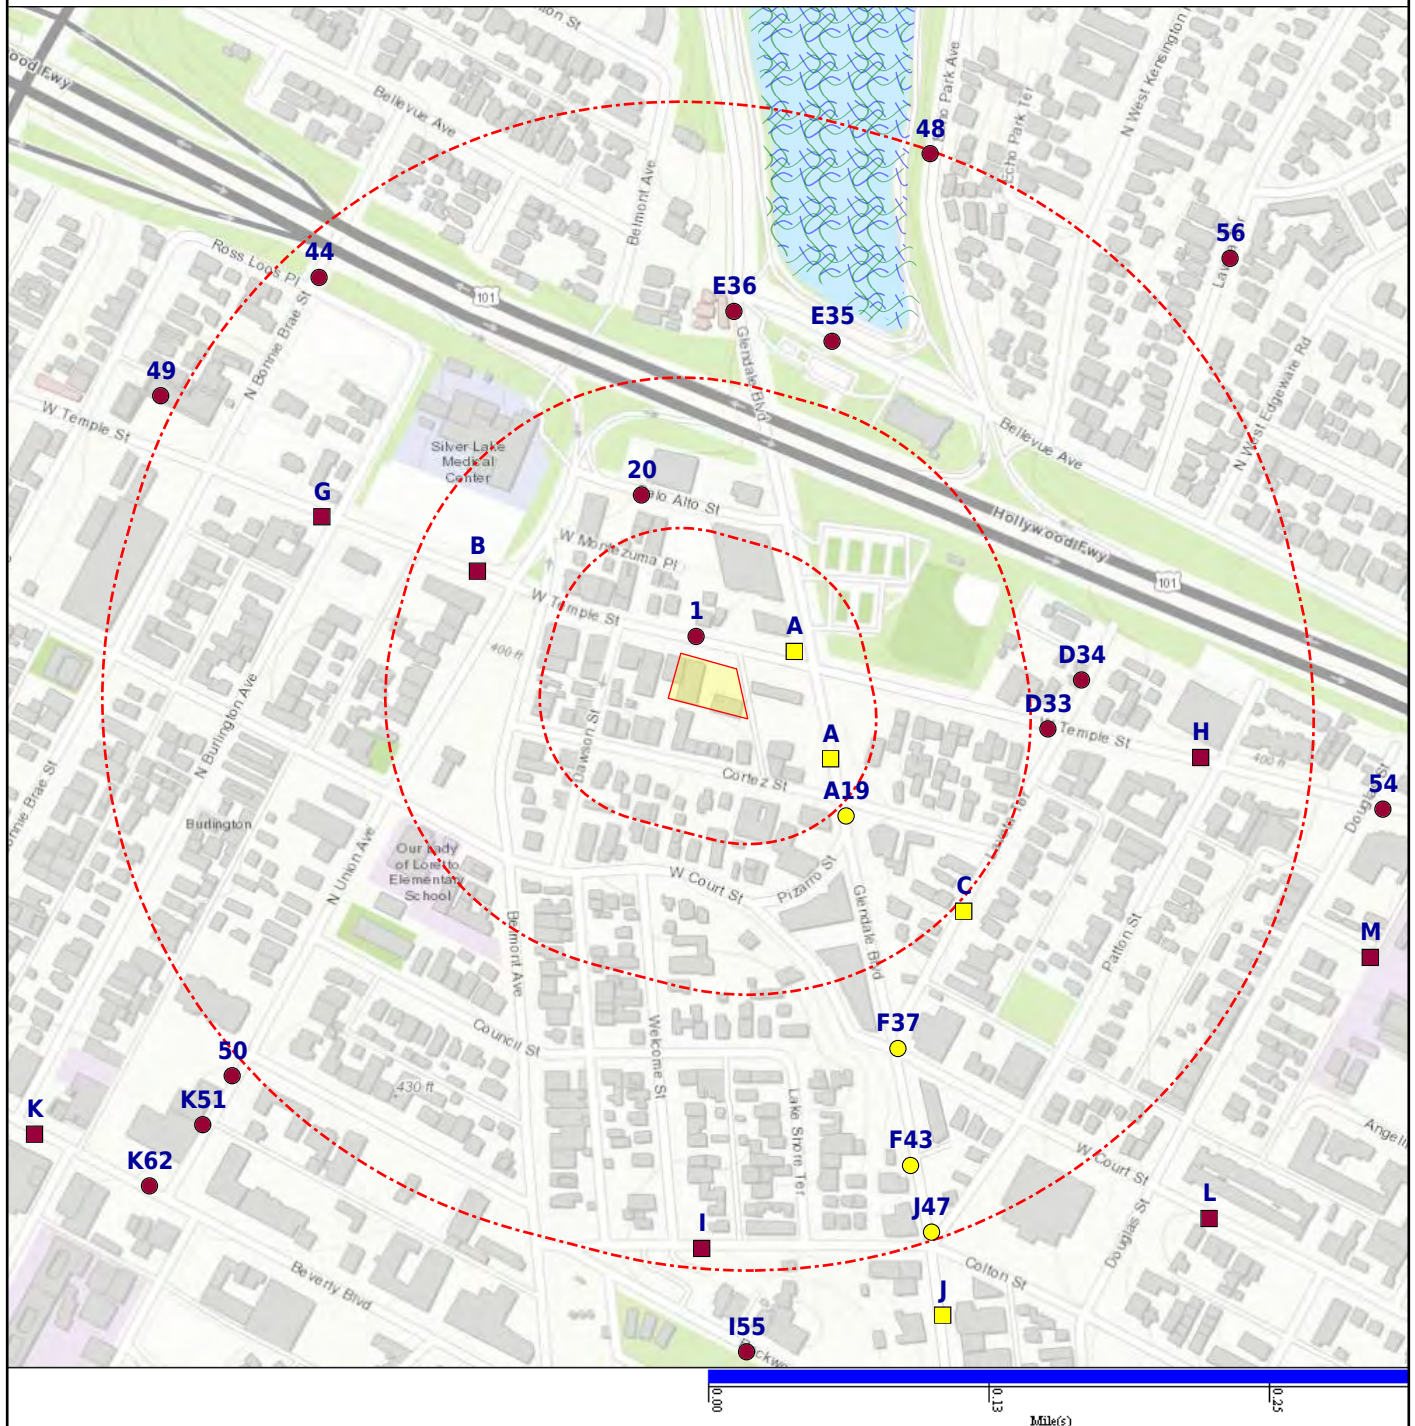 on St
Bellevue Ave
ood Fwy
N West Kensington
Echo Park Ter
48
Belmont Ave
44
Ross Loos Pl
56
101
E36
E35
49
N Bonnie Brae St
Glendale Blvd
W Temple St
N West Edgeware Rd
Bellevue Ave
Silver Lake
Medical
Center
20
G
alo Alto St
Hollywood Fwy
W Montezuma Pl
B
101
W Temple St
1
A
400 ft
D34
D33
W Temple St
H
400 ft
Dawson St
A
N Burlington Ave
Cortez St
A19
54
Burlington
N Union Ave
Our Lady
of Loretto
Elementary
School
W Court St
Pizarro St
C
Belmont Ave
Glendale Blvd
Patton St
M
Council St
Welcome St
F37
50
430 ft
K51
K
Lake Shore Ter
K62
F43
W Court St
L
J47
I
Douglas St
Beverly Blvd
Colton St
J
I55
0.00
0.13
0.25
Mile(s)